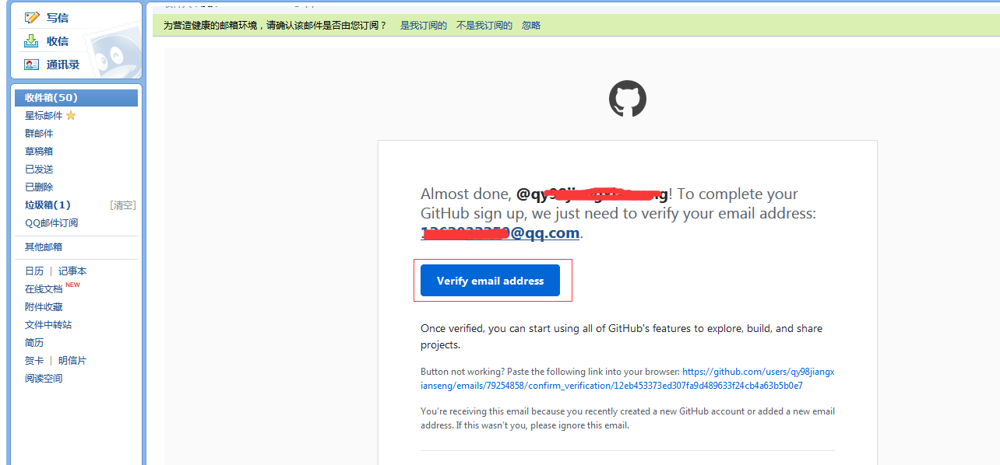 写信
收信
通讯录
收件箱(50)
星标邮件
群邮件
草稿箱
已发送
已删除
垃圾箱(1) [清空]
QQ邮件订阅
其他邮箱
日历 | 记事本
在线文档 NEW
附件收藏
文件中转站
简历
贺卡 | 明信片
阅读空间
为营造健康的邮箱环境，请确认该邮件是否由您订阅？ 是我订阅的 不是我订阅的 忽略
Almost done, ! To complete your
GitHub sign up, we just need to verify your email address:
@qq.com.
Verify email address
Once verified, you can start using all of GitHub's features to explore, build, and share
projects.
Button not working? Paste the following link into your browser: https://github.com/users/qy98jiangx
ianseng/emails/79254858/confirm_verification/12eb453373ed307fa9d489633f24cb4a63b5b0e7
You’re receiving this email because you recently created a new GitHub account or added a new email
address. If this wasn’t you, please ignore this email.